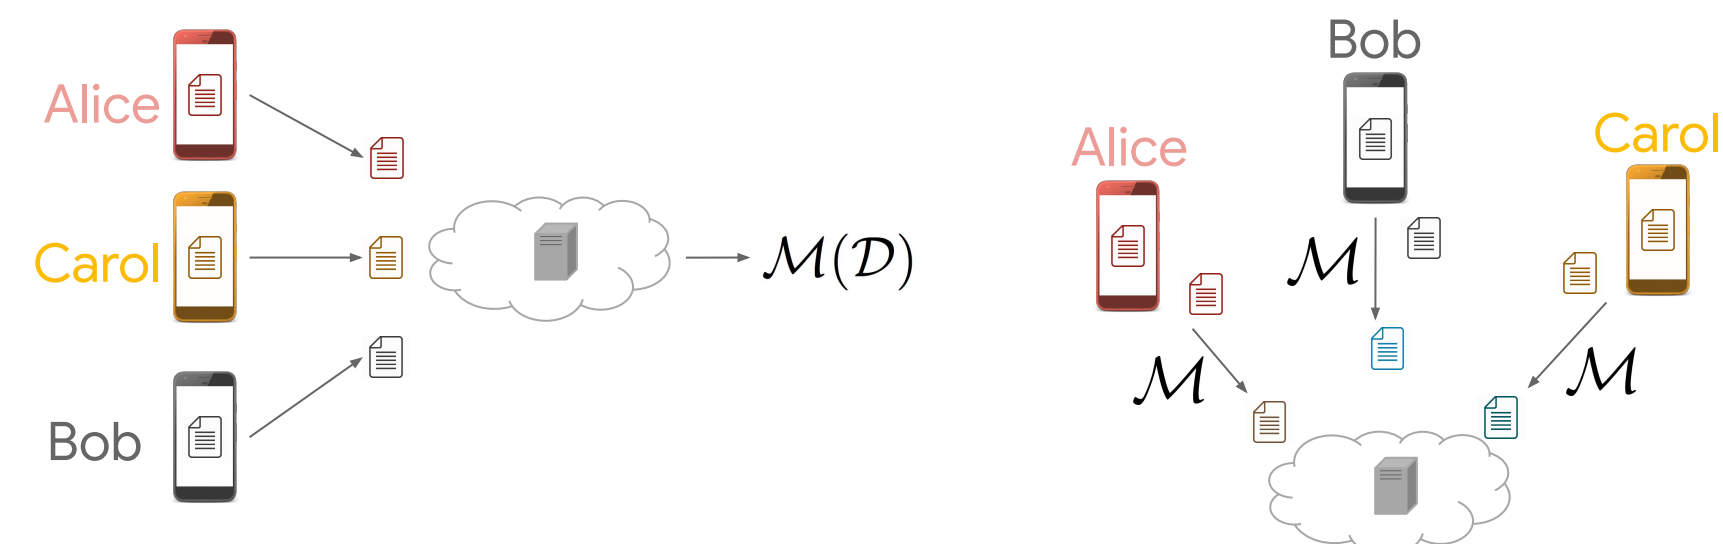 Alice
Carol
Bob
ℳ(𝒟)
Bob
Alice
Carol
ℳ
ℳ
ℳ